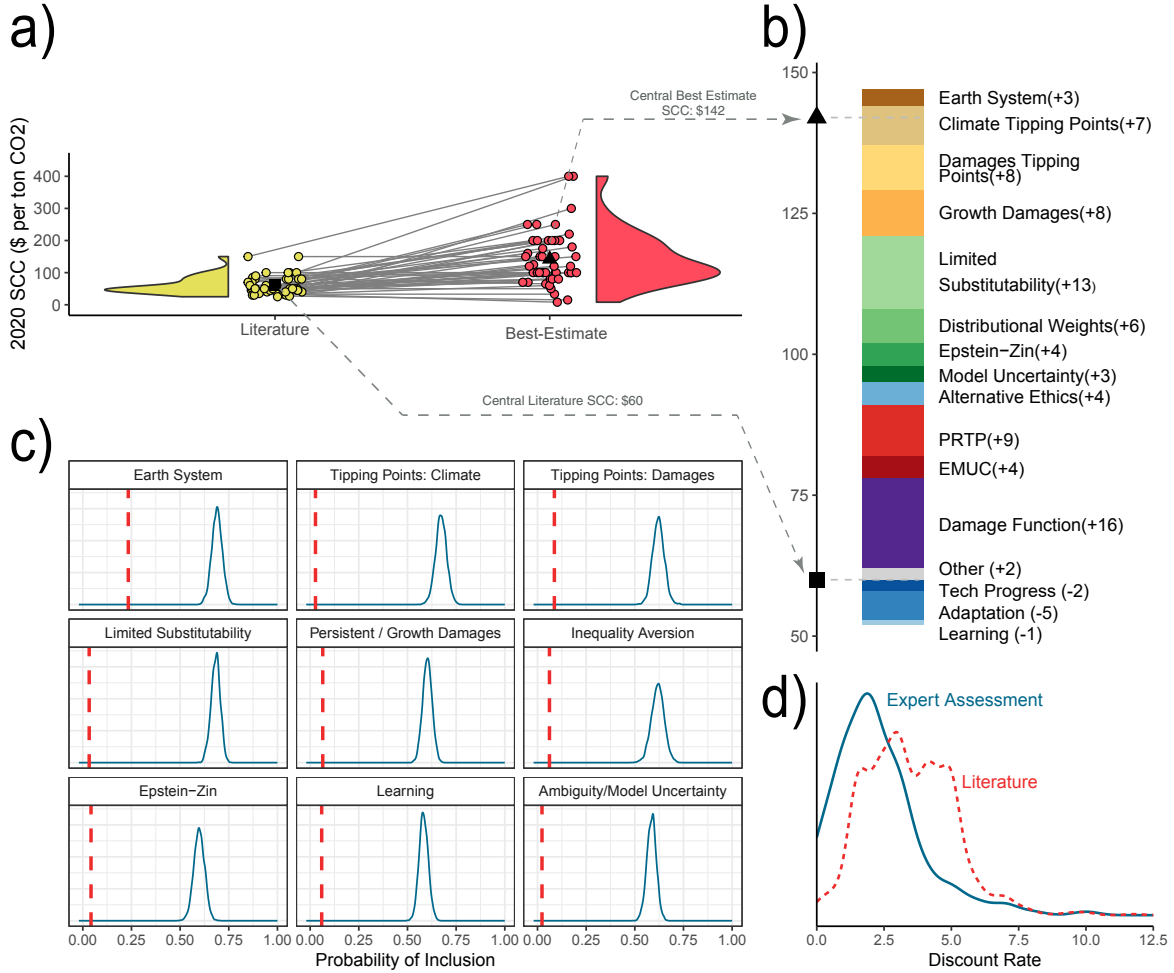 a)
2020 SCC ($ per ton CO2)
400
300
200
100
0
Literature
Best-Estimate
Central Best Estimate
SCC: $142
Central Literature SCC: $60
b)
150
125
100
75
50
Earth System(+3)
Climate Tipping Points(+7)
Damages Tipping
Points(+8)
Growth Damages(+8)
Limited
Substitutability(+13)
Distributional Weights(+6)
Epstein−Zin(+4)
Model Uncertainty(+3)
Alternative Ethics(+4)
PRTP(+9)
EMUC(+4)
Damage Function(+16)
Other (+2)
Tech Progress (-2)
Adaptation (-5)
Learning (-1)
c)
Earth System
Tipping Points: Climate
Tipping Points: Damages
Limited Substitutability
Persistent / Growth Damages
Inequality Aversion
Epstein−Zin
Learning
Ambiguity/Model Uncertainty
0.00 0.25 0.50 0.75 1.00 0.00 0.25 0.50 0.75 1.00 0.00 0.25 0.50 0.75 1.00
Probability of Inclusion
d)
Expert Assessment
Literature
0.0 2.5 5.0 7.5 10.0 12.5
Discount Rate